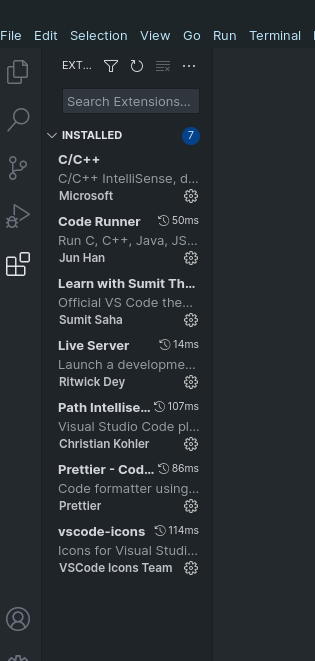 File Edit Selection View Go Run Terminal
EXT...
Search Extensions...
INSTALLED 7
C/C++
C/C++ IntelliSense, d...
Microsoft
Code Runner 50ms
Run C, C++, Java, JS...
Jun Han
Learn with Sumit Th...
Official VS Code the...
Sumit Saha
Live Server 14ms
Launch a developme...
Ritwick Dey
Path Intellise... 107ms
Visual Studio Code pl...
Christian Kohler
Prettier - Cod... 86ms
Code formatter using...
Prettier
vscode-icons 114ms
Icons for Visual Studi...
VSCode Icons Team